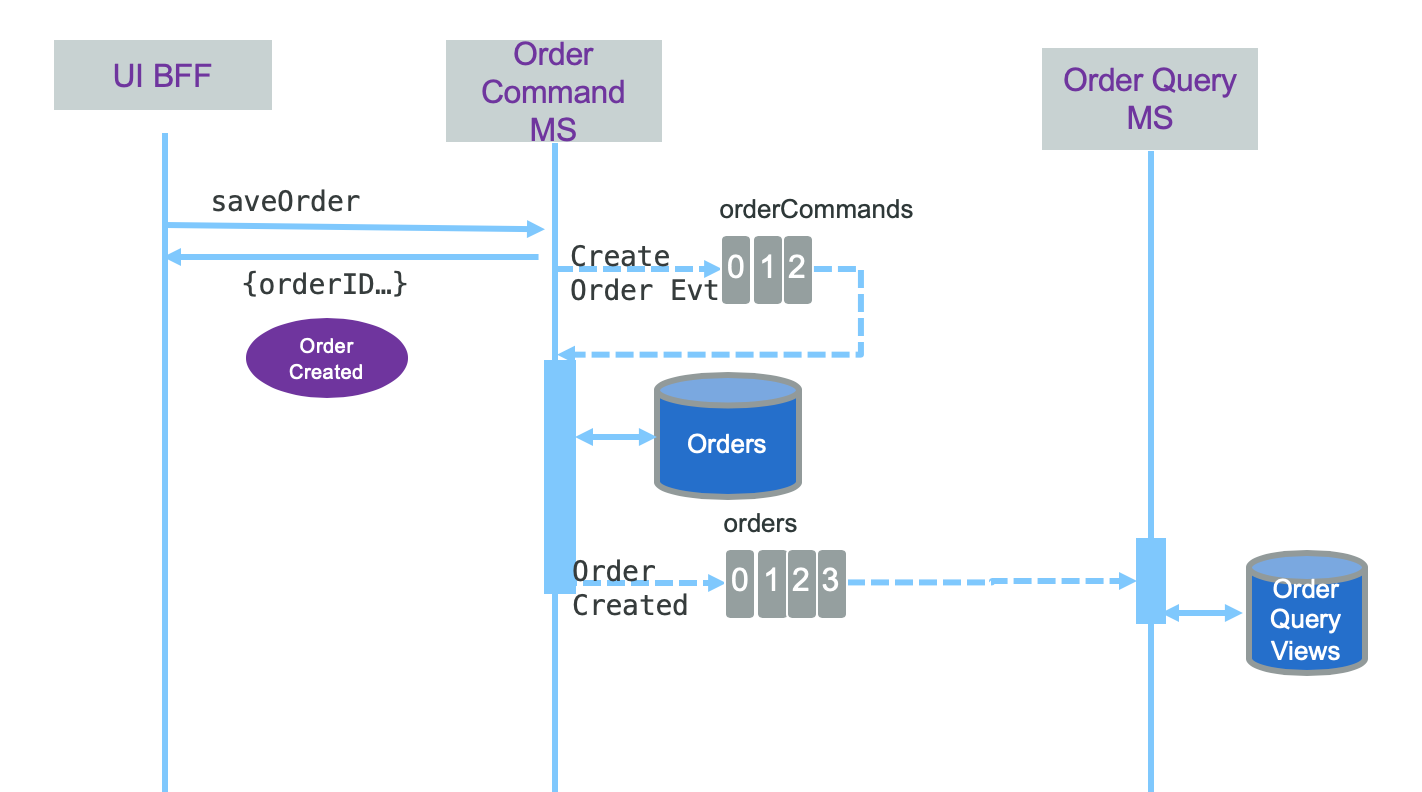 UI BFF
Order
Command
MS
Order Query
MS
saveOrder
orderCommands
Create
Order Evt
0 1 2
{orderID…}
Order
Created
Orders
orders
Order
Created
0 1 2 3
Order
Query
Views